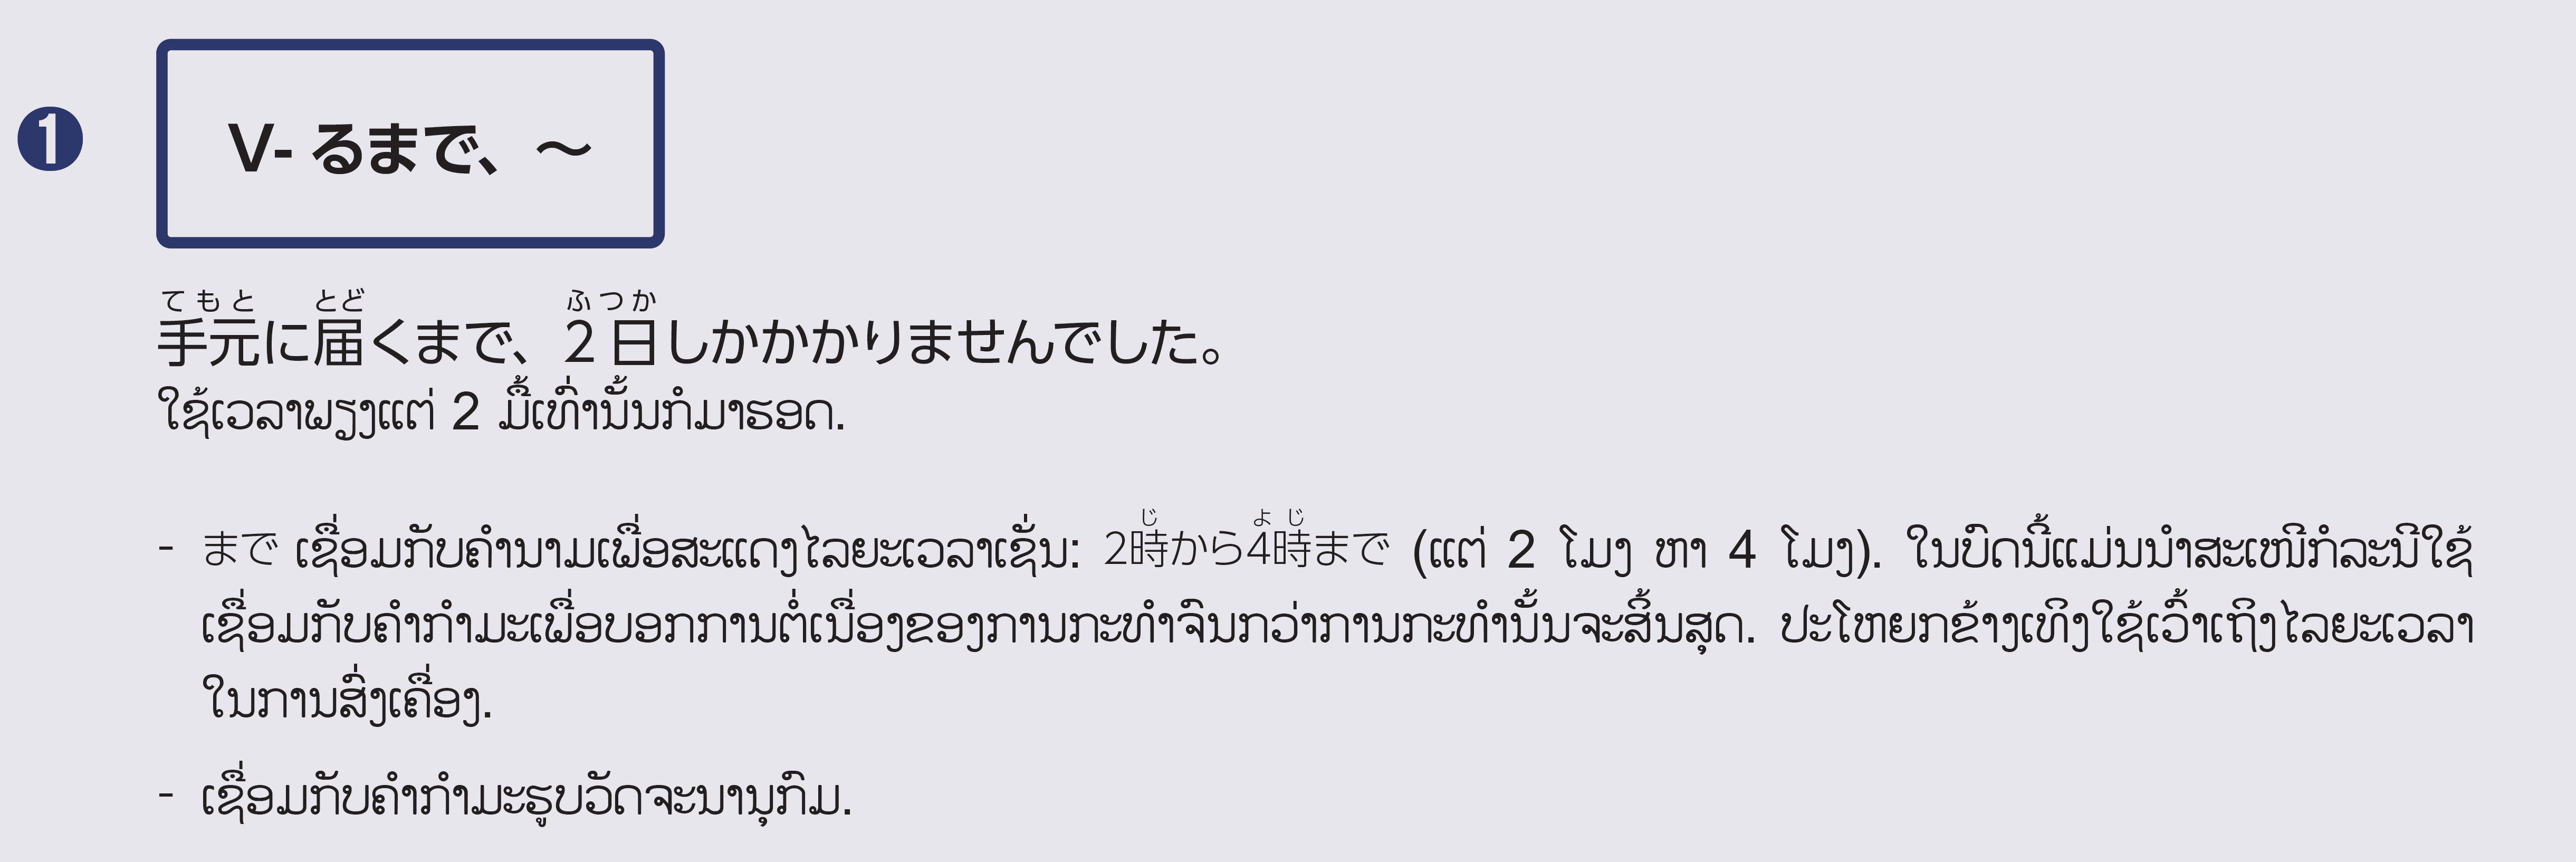 ❶ V- るまで、～
てもと とど ふつか
手元に届くまで、2日しかかかりませんでした。
ໃຊ້ເວລາພຽງແຕ່ 2 ມື້ເທົ່ານັ້ນກໍມາຮອດ.
じ よ じ
- まで ເຊື່ອມກັບຄຳນາມເພື່ອສະແດງໄລຍະເວລາເຊັ່ນ: 2時から4時まで (ແຕ່ 2 ໂມງ ຫາ 4 ໂມງ). ໃນບົດນີ້ແມ່ນນຳສະເໜີກໍລະນີໃຊ້
ເຊື່ອມກັບຄຳກຳມະເພື່ອບອກການຕໍ່ເນື່ອງຂອງການກະທຳຈົນກວ່າການກະທຳນັ້ນຈະສິ້ນສຸດ. ປະໂຫຍກຂ້າງເທິງໃຊ້ເວົ້າເຖິງໄລຍະເວລາ
ໃນການສົ່ງເຄື່ອງ.
- ເຊື່ອມກັບຄຳກຳມະຮູບວັດຈະນານຸກົມ.